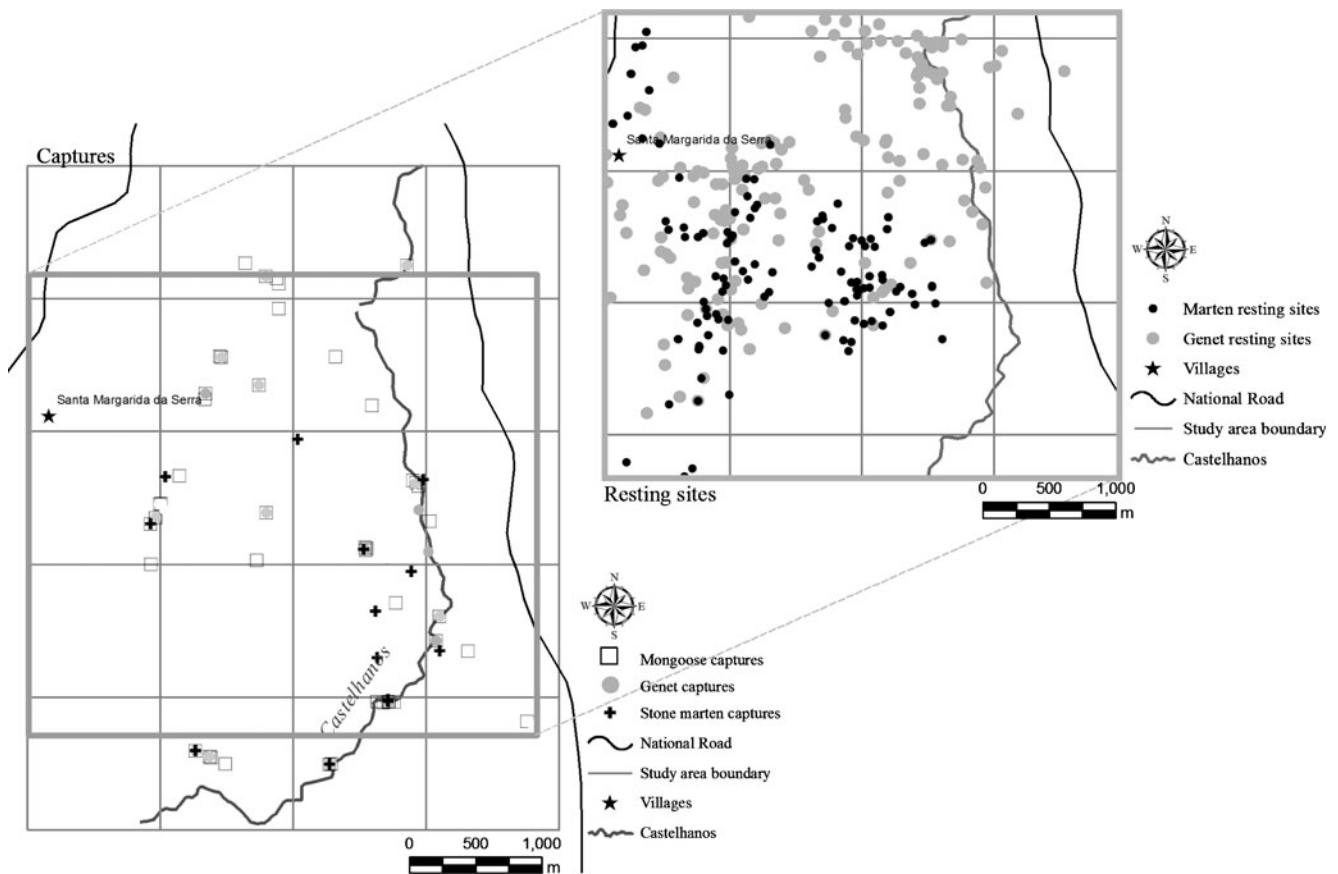 Captures
Santa Margarida da Serra
Castelhanos
0 500 1,000
m
N
W E
S
Mongoose captures
Genet captures
Stone marten captures
National Road
Study area boundary
Villages
Castelhanos
Santa Margarida da Serra
Resting sites
0 500 1,000
m
N
W E
S
Marten resting sites
Genet resting sites
Villages
National Road
Study area boundary
Castelhanos